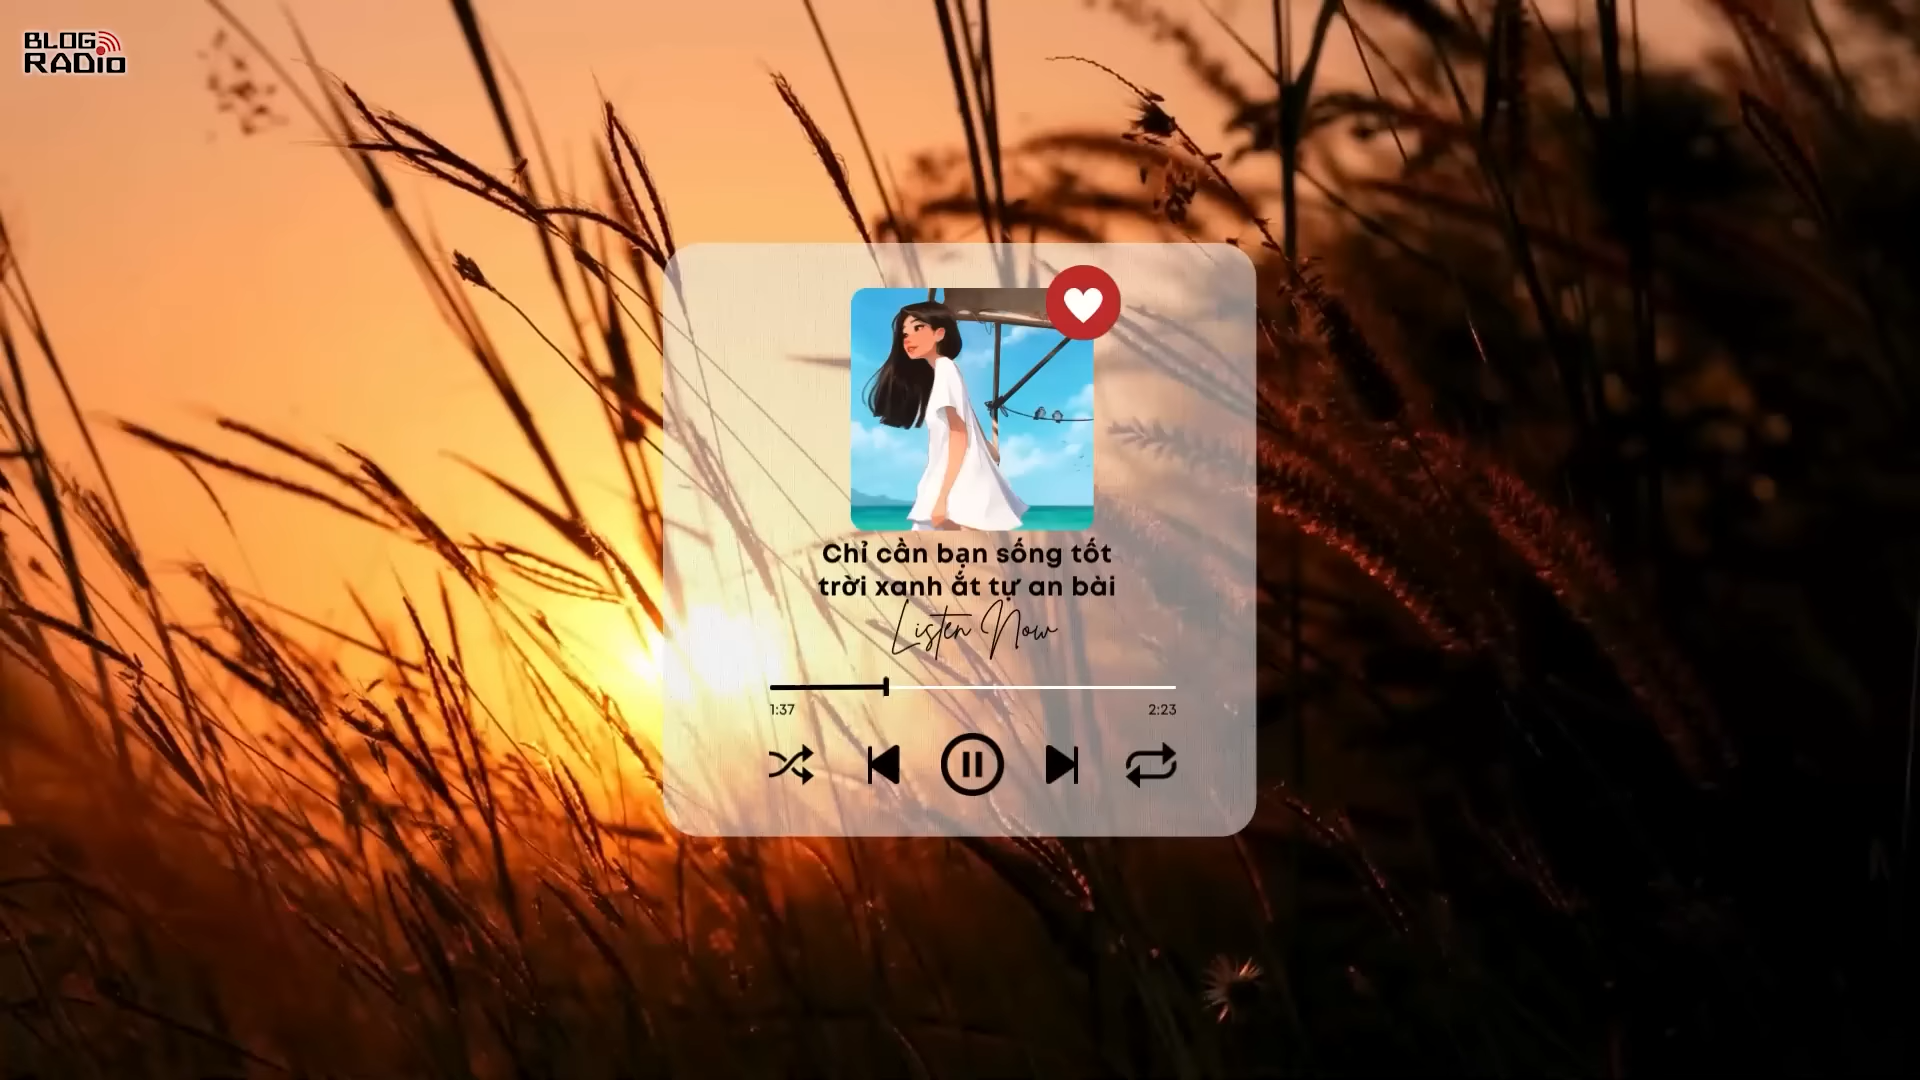 BLOG
RADIO
Chỉ cần bạn sống tốt
trời xanh ắt tự an bài
Listen Now
1:37
2:23